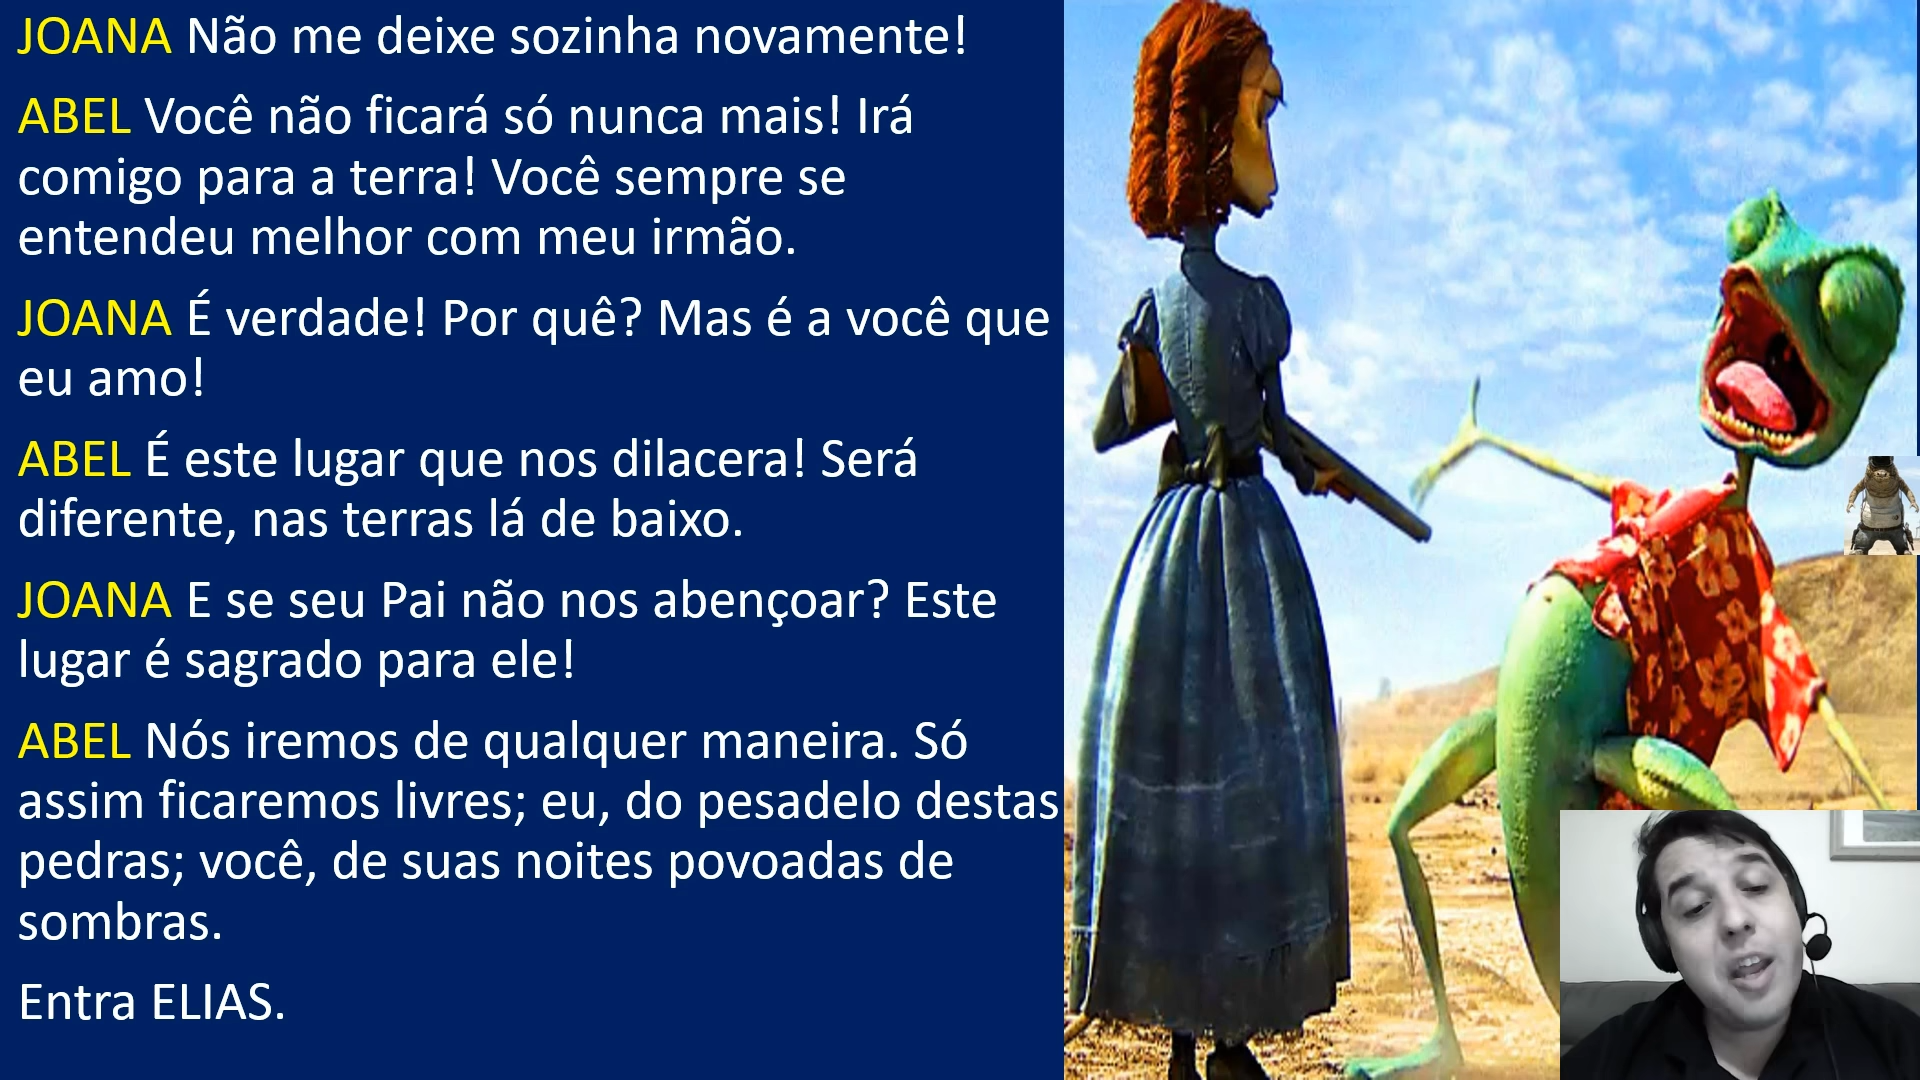 JOANA Não me deixe sozinha novamente!
ABEL Você não ficará só nunca mais! Irá
comigo para a terra! Você sempre se
entendeu melhor com meu irmão.
JOANA É verdade! Por quê? Mas é a você que
eu amo!
ABEL É este lugar que nos dilacera! Será
diferente, nas terras lá de baixo.
JOANA E se seu Pai não nos abençoar? Este
lugar é sagrado para ele!
ABEL Nós iremos de qualquer maneira. Só
assim ficaremos livres; eu, do pesadelo destas
pedras; você, de suas noites povoadas de
sombras.
Entra ELIAS.